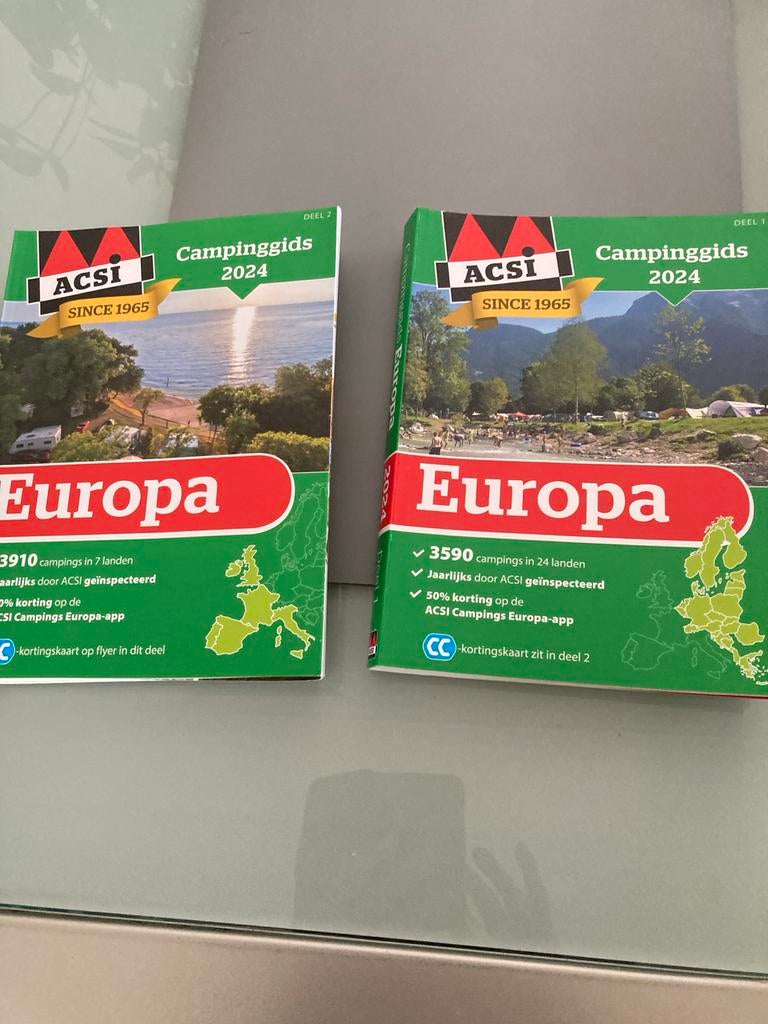 DEEL 2
Campinggids
2024
ACSI
SINCE 1965
Europa
3910 campings in 7 landen
Jaarlijks door ACSI geïnspecteerd
50% korting op de
ACSI Campings Europa-app
CC-kortingskaart op flyer in dit deel
DEEL 1
Campinggids
2024
ACSI
SINCE 1965
Europa
3590 campings in 24 landen
Jaarlijks door ACSI geïnspecteerd
50% korting op de
ACSI Campings Europa-app
CC-kortingskaart zit in deel 2
Campinggids Europa
2024